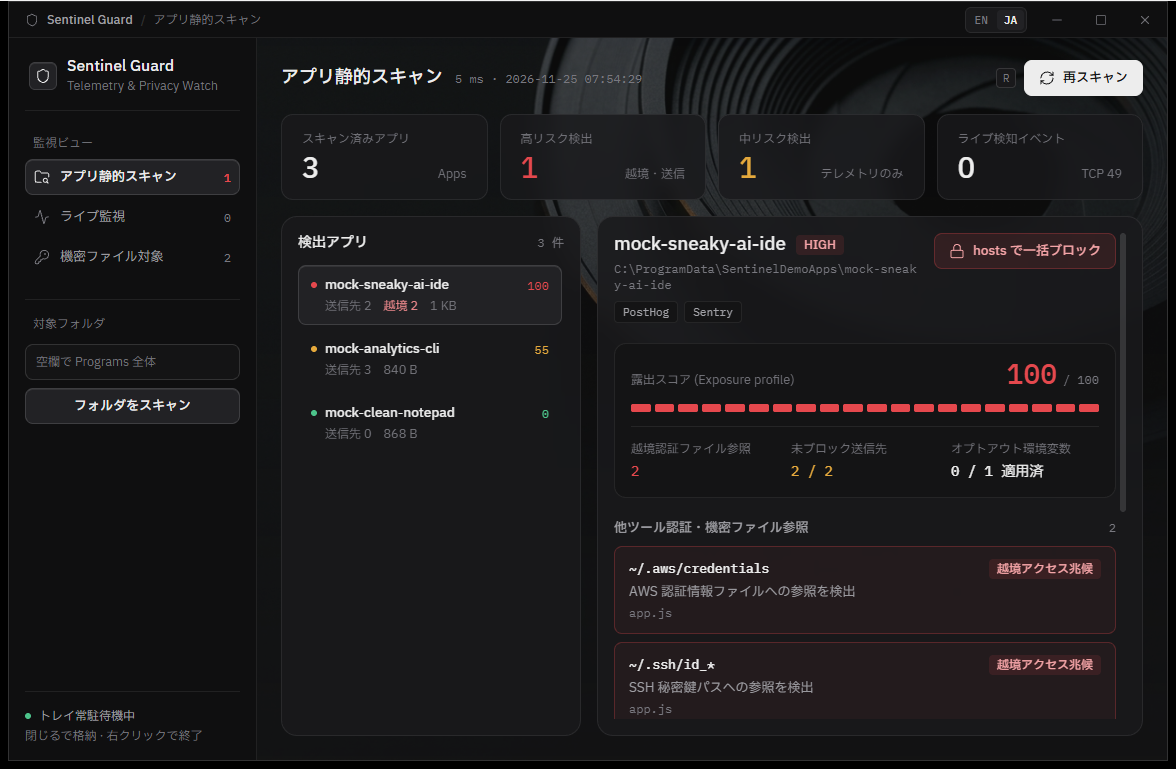 Sentinel Guard / アプリ静的スキャン
EN JA
Sentinel Guard
Telemetry & Privacy Watch
監視ビュー
アプリ静的スキャン 1
ライブ監視 0
機密ファイル対象 2
対象フォルダ
空欄で Programs 全体
フォルダをスキャン
トレイ常駐待機中
閉じるで格納・右クリックで終了
アプリ静的スキャン 5 ms · 2026-11-25 07:54:29
R 再スキャン
スキャン済みアプリ
3 Apps
高リスク検出
1 越境・送信
中リスク検出
1 テレメトリのみ
ライブ検知イベント
0 TCP 49
検出アプリ 3 件
mock-sneaky-ai-ide 100
送信先 2 越境 2 1 KB
mock-analytics-cli 55
送信先 3 840 B
mock-clean-notepad 0
送信先 0 868 B
mock-sneaky-ai-ide HIGH
hosts で一括ブロック
C:\ProgramData\SentinelDemoApps\mock-sneak
y-ai-ide
PostHog Sentry
露出スコア (Exposure profile) 100 / 100
越境認証ファイル参照 未ブロック送信先 オプトアウト環境変数
2 2 / 2 0 / 1 適用済
他ツール認証・機密ファイル参照 2
~/.aws/credentials 越境アクセス兆候
AWS 認証情報ファイルへの参照を検出
app.js
~/.ssh/id_* 越境アクセス兆候
SSH 秘密鍵パスへの参照を検出
app.js